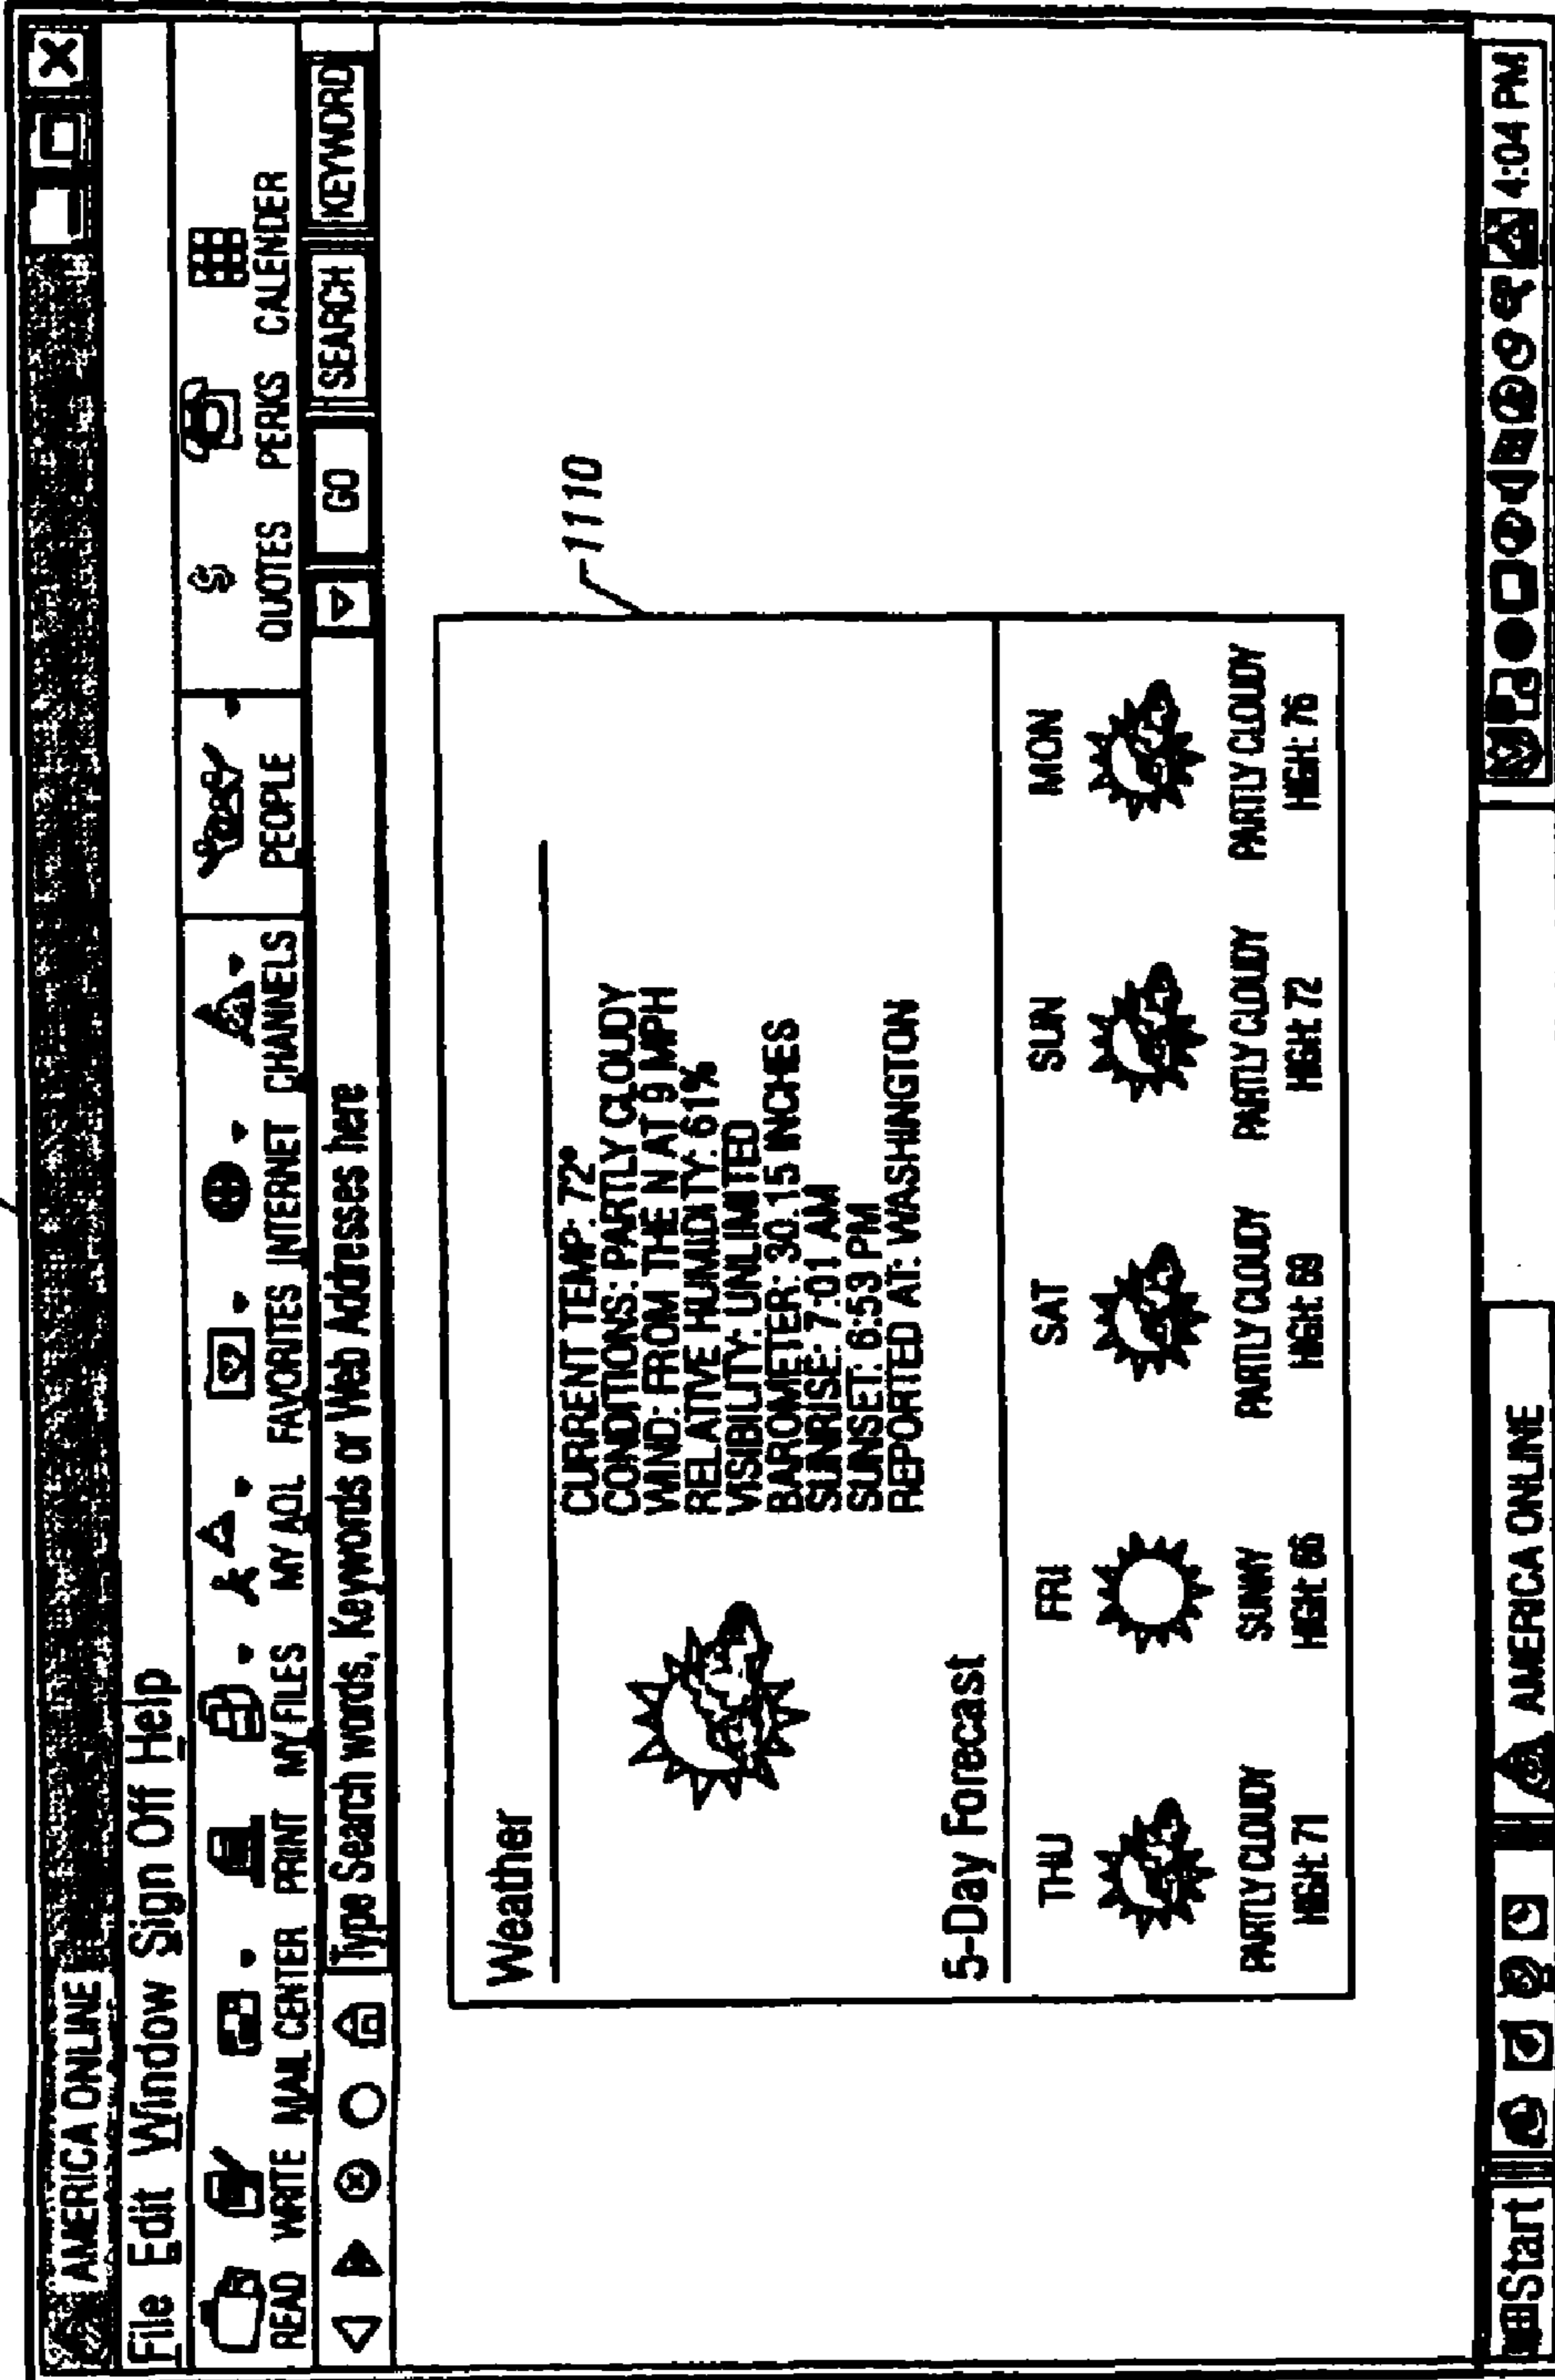 AMERICA ONLINE
File Edit Window Sign Off Help
READ WRITE MAIL CENTER PRINT MY FILES MY AOL FAVORITES INTERNET CHANNELS PEOPLE QUOTES PERKS CALENDER
Type Search words, Keywords or Web Addresses here GO SEARCH KEYWORD
1110
Weather
CURRENT TEMP: 72°
CONDITIONS: PARTLY CLOUDY
WIND: FROM THE N AT 9 MPH
RELATIVE HUMIDITY: 61%
VISIBILITY: UNLIMITED
BAROMETER: 30.15 INCHES
SUNRISE: 7:01 AM
SUNSET: 6:53 PM
REPORTED AT: WASHINGTON
5-Day Forecast
THU FRI SAT SUN MON
PARTLY CLOUDY SUNNY PARTLY CLOUDY PARTLY CLOUDY PARTLY CLOUDY
HIGH: 71 HIGH: 66 HIGH: 69 HIGH: 72 HIGH: 76
Start AMERICA ONLINE 4:04 PM